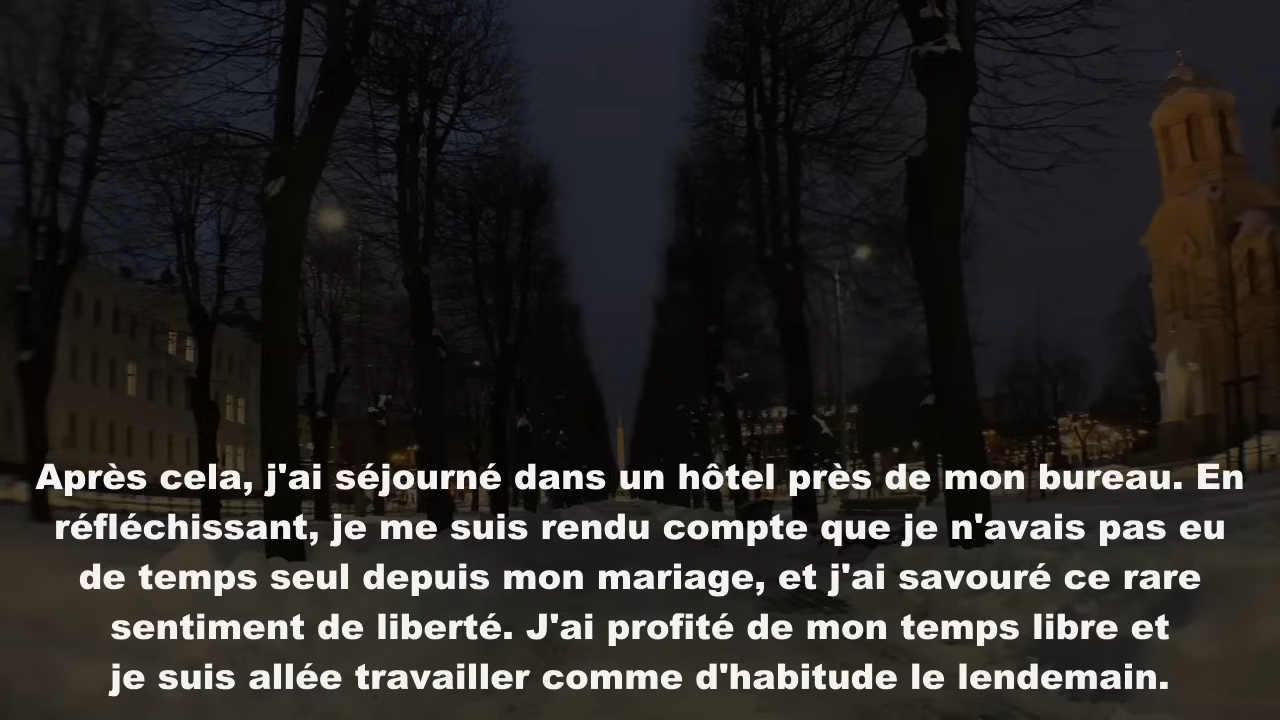 Après cela, j'ai séjourné dans un hôtel près de mon bureau. En
réfléchissant, je me suis rendu compte que je n'avais pas eu
de temps seul depuis mon mariage, et j'ai savouré ce rare
sentiment de liberté. J'ai profité de mon temps libre et
je suis allée travailler comme d'habitude le lendemain.